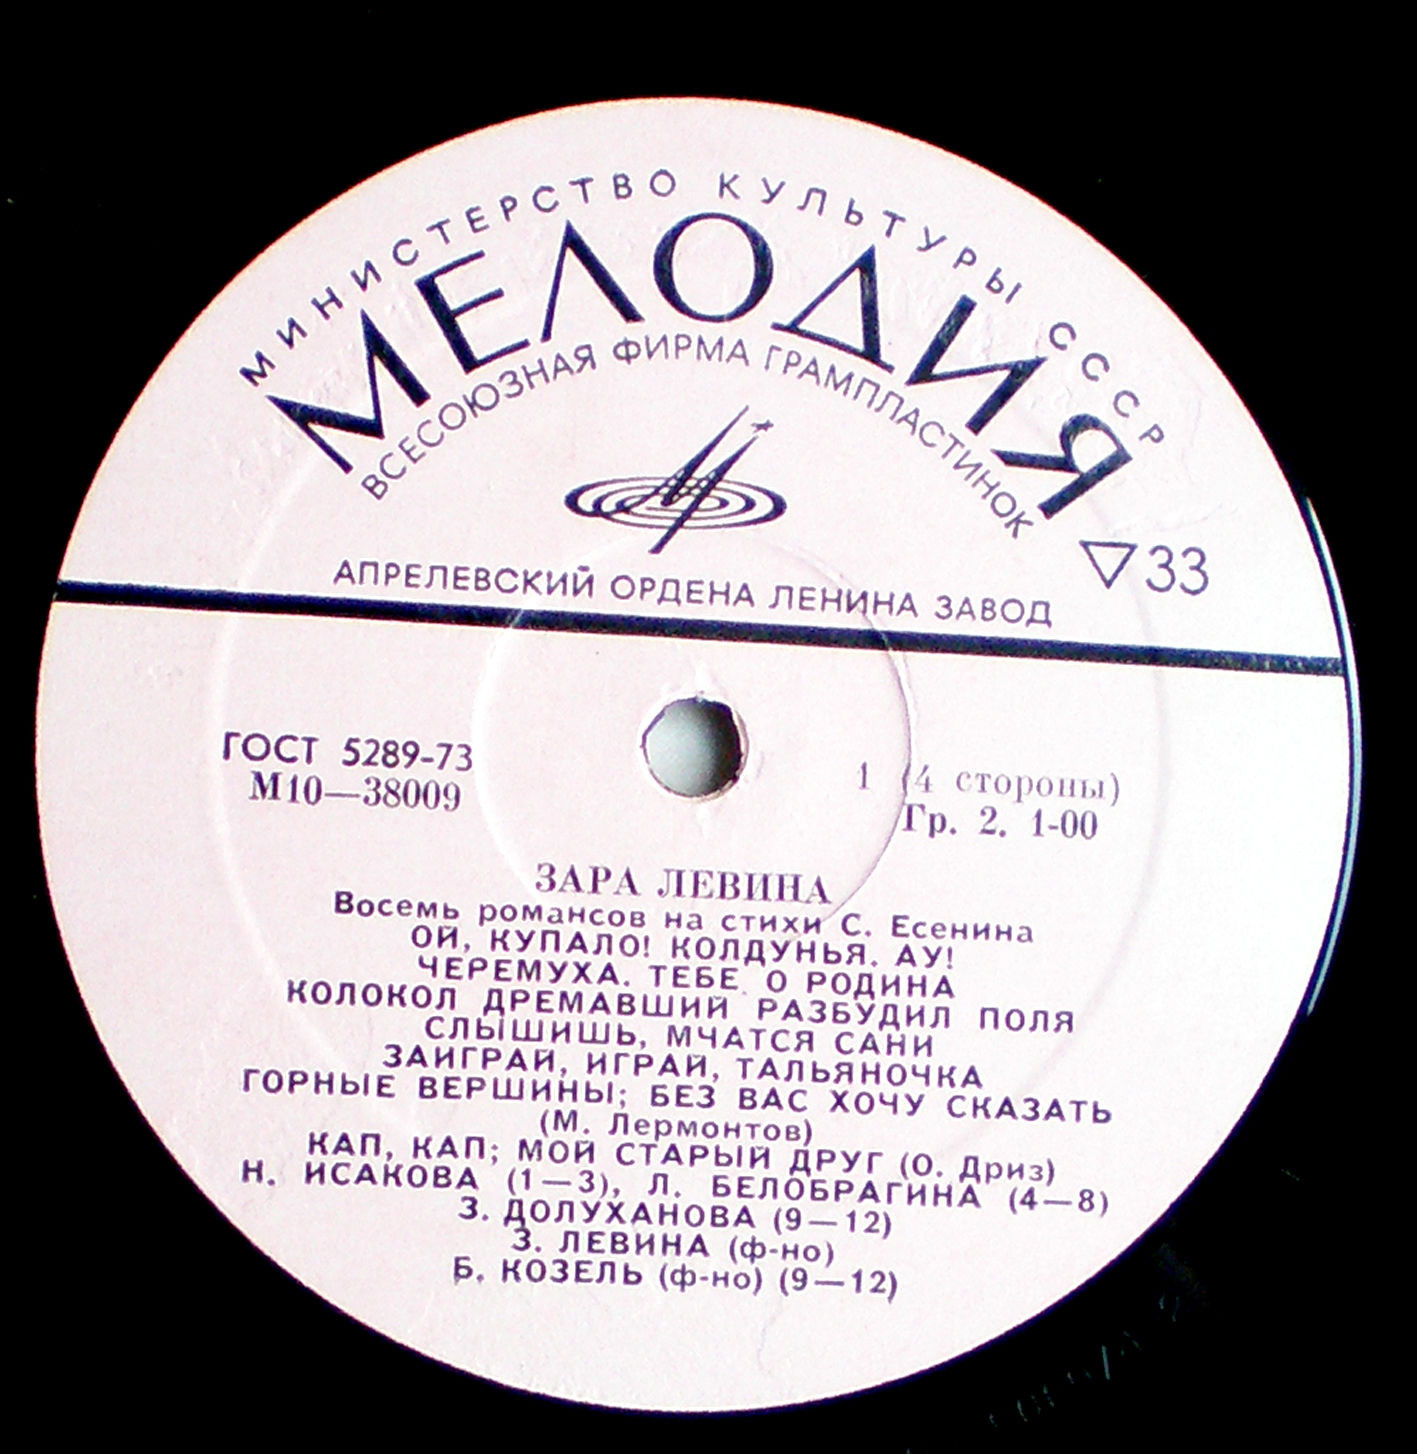 МИНИСТЕРСТВО КУЛЬТУРЫ СССР
МЕЛОДИЯ
ВСЕСОЮЗНАЯ ФИРМА ГРАМПЛАСТИНОК
▽33
АПРЕЛЕВСКИЙ ОРДЕНА ЛЕНИНА ЗАВОД
ГОСТ 5289-73
М10—38009
1 (4 стороны)
Гр. 2. 1-00
ЗАРА ЛЕВИНА
Восемь романсов на стихи С. Есенина
ОЙ, КУПАЛО! КОЛДУНЬЯ. АУ!
ЧЕРЕМУХА. ТЕБЕ О РОДИНА
КОЛОКОЛ ДРЕМАВШИЙ РАЗБУДИЛ ПОЛЯ
СЛЫШИШЬ, МЧАТСЯ САНИ
ЗАИГРАЙ, ИГРАЙ, ТАЛЬЯНОЧКА
ГОРНЫЕ ВЕРШИНЫ; БЕЗ ВАС ХОЧУ СКАЗАТЬ
(М. Лермонтов)
КАП, КАП; МОЙ СТАРЫЙ ДРУГ (О. Дриз)
Н. ИСАКОВА (1—3), Л. БЕЛОБРАГИНА (4—8)
З. ДОЛУХАНОВА (9—12)
З. ЛЕВИНА (ф-но)
Б. КОЗЕЛЬ (ф-но) (9—12)